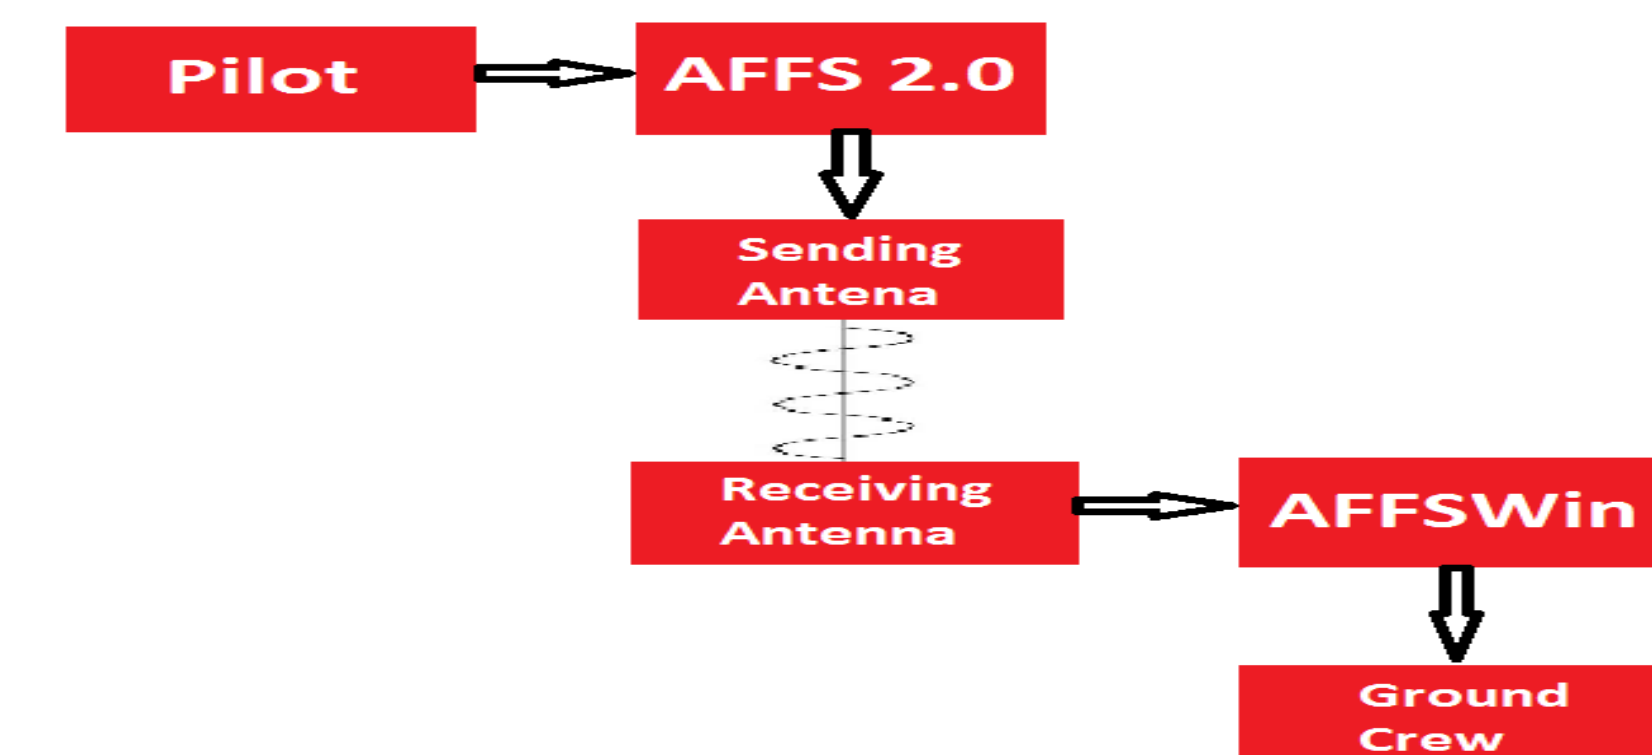 Pilot
AFFS 2.0
Sending
Antena
Receiving
Antenna
AFFSWin
Ground
Crew